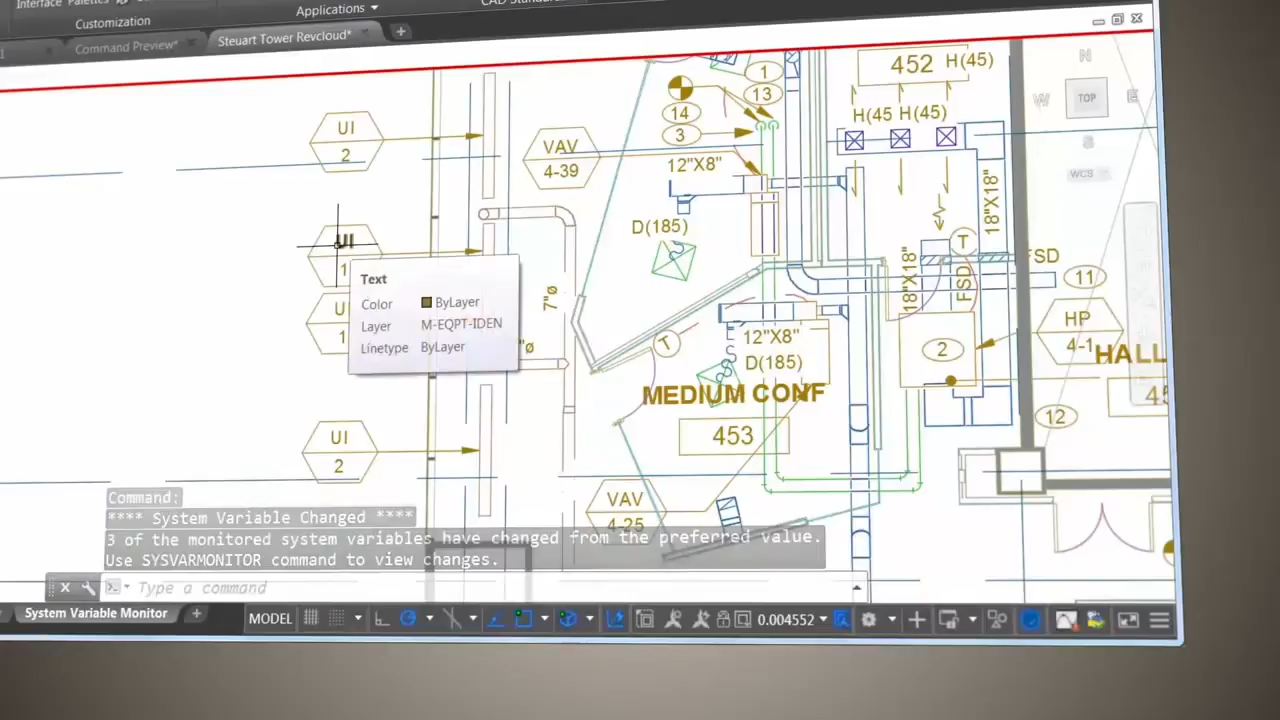 Interface
Customization
Applications
Command Preview*
Steuart Tower Revcloud*
N
W
TOP
E
S
WCS
452
H(45)
H(45
H(45)
1
13
14
3
UI
2
VAV
4-39
12"X8"
D(185)
18"X18"
T
UI
1
Text
Color ByLayer
Layer M-EQPT-IDEN
Linetype ByLayer
7"ø
"ø
18"X18"
FSD
FSD
11
HP
4-1
HALL
2
12"X8"
D(185)
T
MEDIUM CONF
453
12
UI
2
VAV
4-25
Command:
**** System Variable Changed ****
3 of the monitored system variables have changed from the preferred value.
Use SYSVARMONITOR command to view changes.
Type a command
System Variable Monitor
MODEL
0.004552